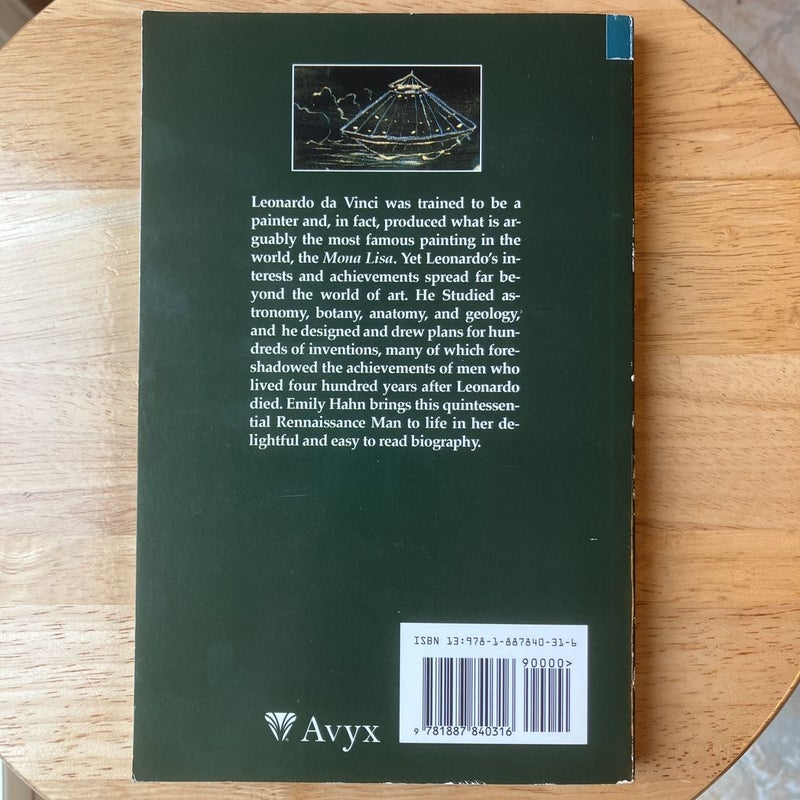 Leonardo da Vinci was trained to be a
painter and, in fact, produced what is ar-
guably the most famous painting in the
world, the Mona Lisa. Yet Leonardo's in-
terests and achievements spread far be-
yond the world of art. He Studied as-
tronomy, botany, anatomy, and geology,
and he designed and drew plans for hun-
dreds of inventions, many of which fore-
shadowed the achievements of men who
lived four hundred years after Leonardo
died. Emily Hahn brings this quintessen-
tial Rennaissance Man to life in her de-
lightful and easy to read biography.
ISBN 13:978-1-887840-31-6
90000>
9 781887 840316
Avyx